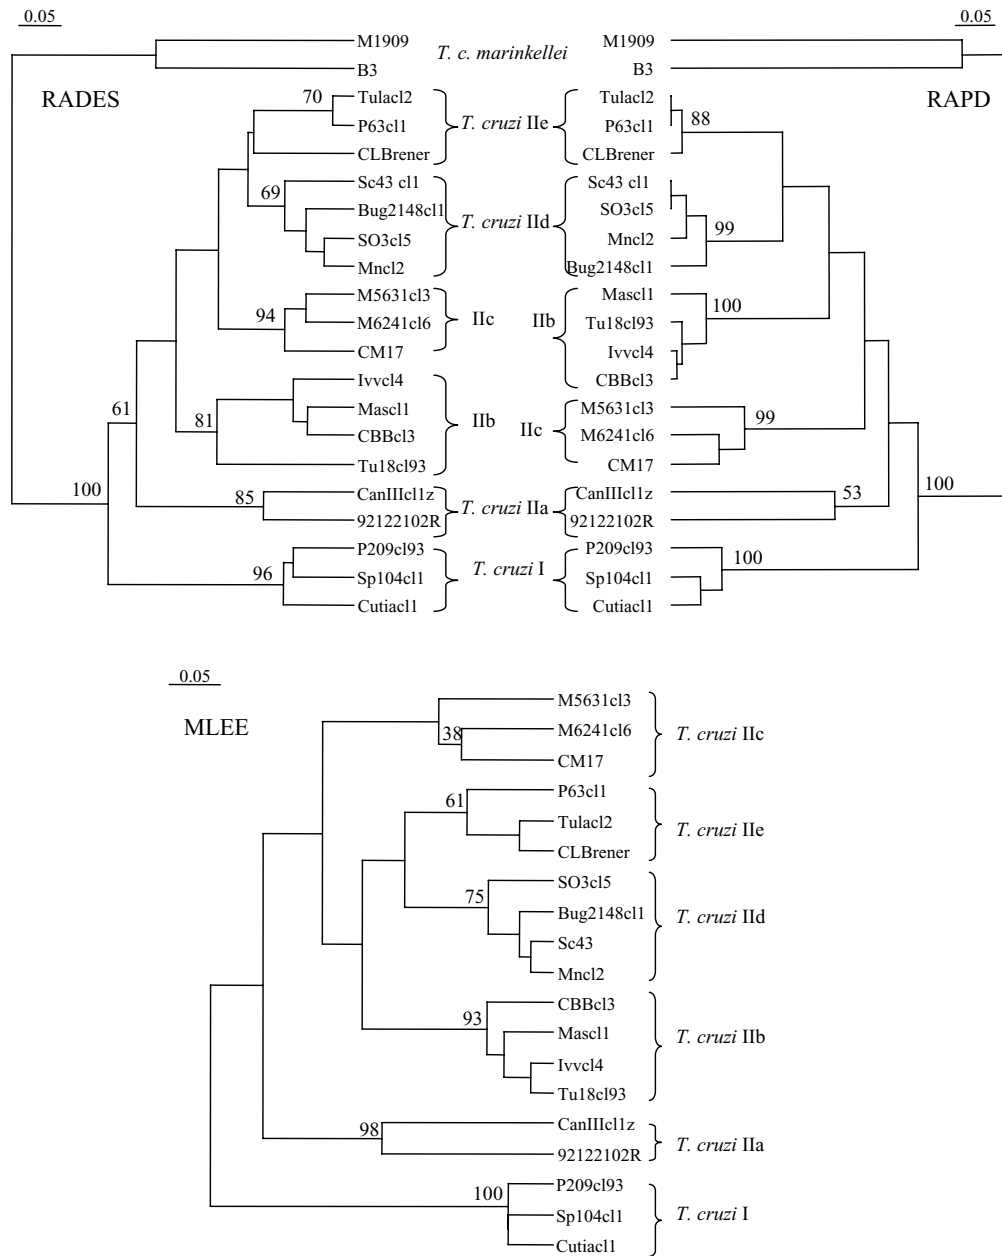 0.05
0.05
M1909
T. c. marinkellei
M1909
B3
B3
RADES
RAPD
70
Tulacl2
T. cruzi IIe
Tulacl2
88
P63cl1
P63cl1
CLBrener
CLBrener
69
Sc43 cl1
T. cruzi IId
Sc43 cl1
Bug2148cl1
SO3cl5
99
SO3cl5
Mncl2
Mncl2
Bug2148cl1
94
M5631cl3
IIc
IIb
Mascl1
100
M6241cl6
Tu18cl93
CM17
Ivvcl4
Ivvcl4
CBBcl3
61
81
Mascl1
IIb
IIc
M5631cl3
99
CBBcl3
M6241cl6
Tu18cl93
CM17
100
85
CanIIIcl1z
T. cruzi IIa
CanIIIcl1z
53
100
92122102R
92122102R
96
P209cl93
T. cruzi I
P209cl93
100
Sp104cl1
Sp104cl1
Cutiacl1
Cutiacl1
0.05
MLEE
M5631cl3
38
M6241cl6
T. cruzi IIc
CM17
61
P63cl1
Tulacl2
T. cruzi IIe
CLBrener
75
SO3cl5
Bug2148cl1
T. cruzi IId
Sc43
Mncl2
93
CBBcl3
Mascl1
T. cruzi IIb
Ivvcl4
Tu18cl93
98
CanIIIcl1z
T. cruzi IIa
92122102R
100
P209cl93
Sp104cl1
T. cruzi I
Cutiacl1